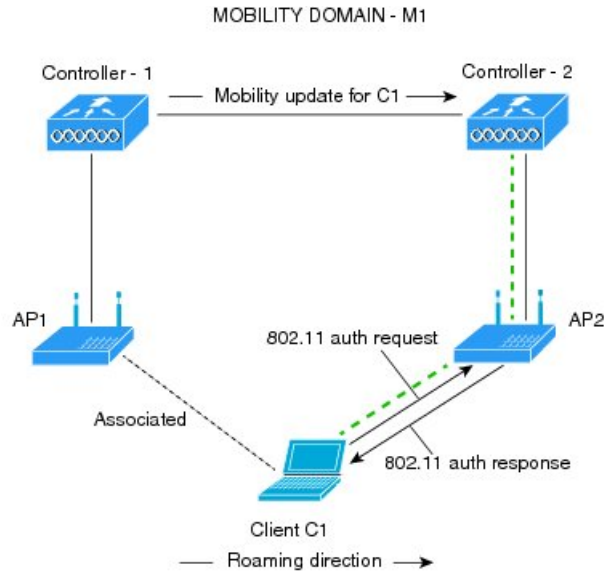 MOBILITY DOMAIN - M1
Controller - 1
Controller - 2
Mobility update for C1
AP1
AP2
802.11 auth request
Associated
802.11 auth response
Client C1
Roaming direction